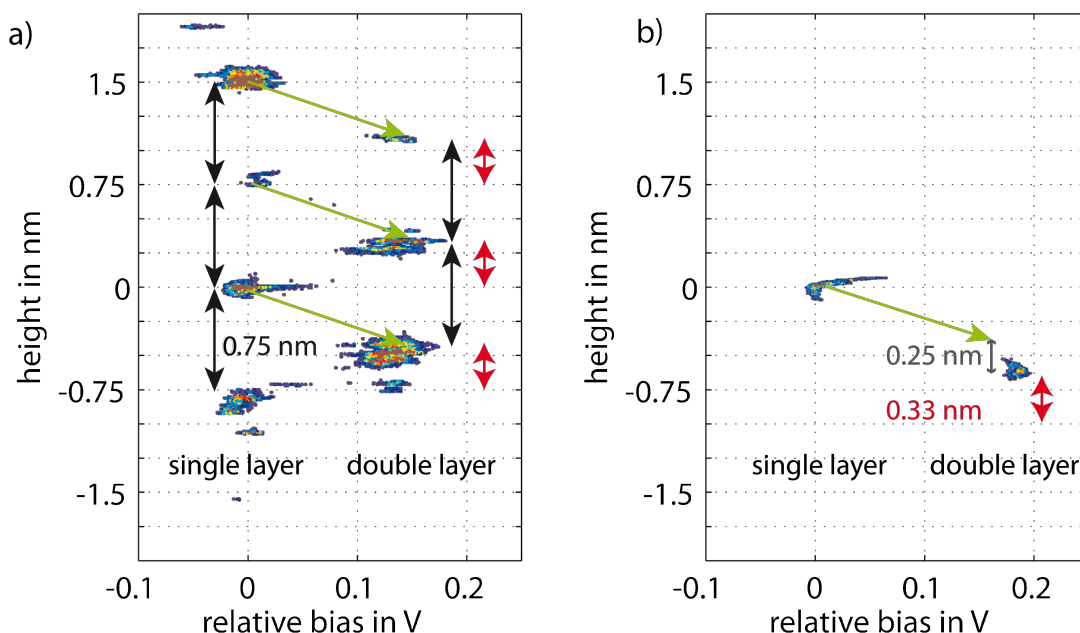 a)
height in nm
1.5
0.75
0
-0.75
-1.5
0.75 nm
single layer
double layer
-0.1
0
0.1
0.2
relative bias in V
b)
height in nm
1.5
0.75
0
-0.75
-1.5
0.25 nm
0.33 nm
single layer
double layer
-0.1
0
0.1
0.2
relative bias in V